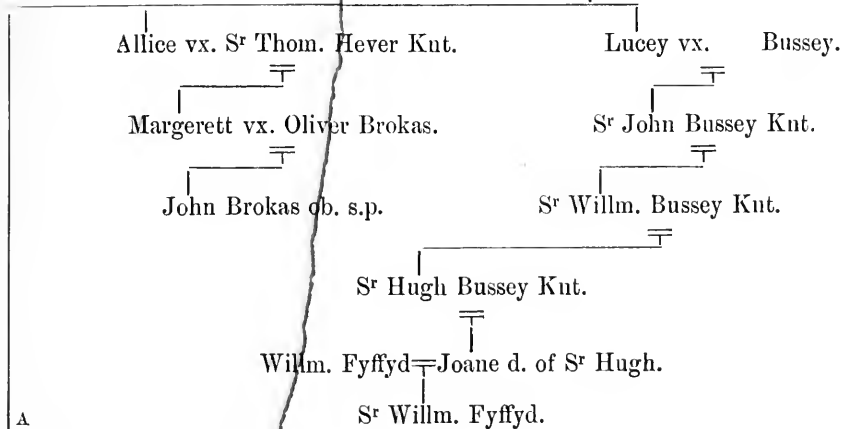 Allice vx. Sʳ Thom. Hever Knt. Lucey vx. Bussey.
Margerett vx. Oliver Brokas. Sʳ John Bussey Knt.
John Brokas ob. s.p. Sʳ Willm. Bussey Knt.
Sʳ Hugh Bussey Knt.
Willm. Fyffyd Joane d. of Sʳ Hugh.
A Sʳ Willm. Fyffyd.